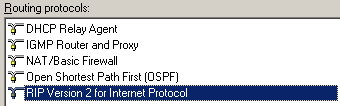 Routing protocols:
DHCP Relay Agent
IGMP Router and Proxy
NAT/Basic Firewall
Open Shortest Path First (OSPF)
RIP Version 2 for Internet Protocol